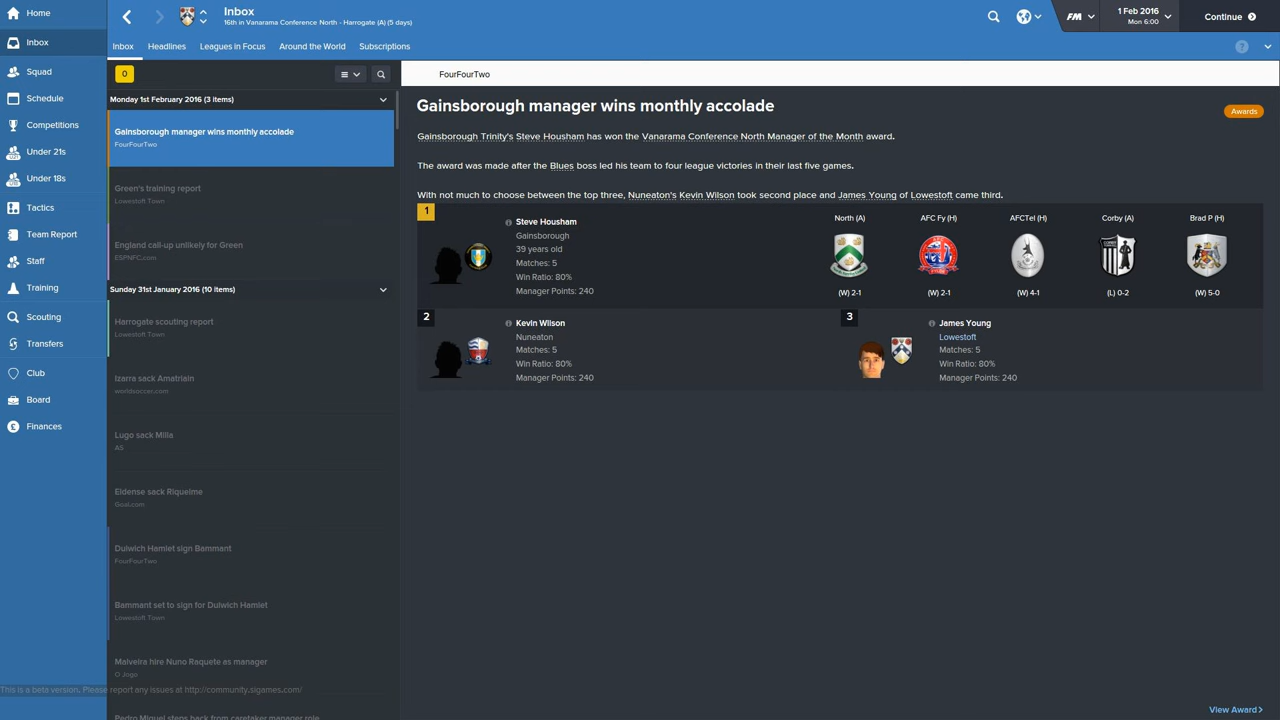 Home
Inbox
Squad
Schedule
Competitions
Under 21s
Under 18s
Tactics
Team Report
Staff
Training
Scouting
Transfers
Club
Board
Finances
Inbox
16th in Vanarama Conference North - Harrogate (A) (5 days)
FM
1 Feb 2016
Mon 6:00
Continue
Inbox
Headlines
Leagues in Focus
Around the World
Subscriptions
?
0
Monday 1st February 2016 (3 items)
Gainsborough manager wins monthly accolade
FourFourTwo
Green's training report
Lowestoft Town
England call-up unlikely for Green
ESPNFC.com
Sunday 31st January 2016 (10 items)
Harrogate scouting report
Lowestoft Town
Izarra sack Amatriain
worldsoccer.com
Lugo sack Milla
AS
Eldense sack Riquelme
Goal.com
Dulwich Hamlet sign Bammant
FourFourTwo
Bammant set to sign for Dulwich Hamlet
Lowestoft Town
Malveira hire Nuno Raquete as manager
O Jogo
This is a beta version. Please report any issues at http://community.sigames.com/
Pedro Miguel steps back from caretaker manager role
FourFourTwo
Gainsborough manager wins monthly accolade
Awards
Gainsborough Trinity's Steve Housham has won the Vanarama Conference North Manager of the Month award.
The award was made after the Blues boss led his team to four league victories in their last five games.
With not much to choose between the top three, Nuneaton's Kevin Wilson took second place and James Young of Lowestoft came third.
1
Steve Housham
Gainsborough
39 years old
Matches: 5
Win Ratio: 80%
Manager Points: 240
North (A)
AFC Fy (H)
AFCTel (H)
Corby (A)
Brad P (H)
(W) 2-1
(W) 2-1
(W) 4-1
(L) 0-2
(W) 5-0
2
Kevin Wilson
Nuneaton
Matches: 5
Win Ratio: 80%
Manager Points: 240
3
James Young
Lowestoft
Matches: 5
Win Ratio: 80%
Manager Points: 240
View Award